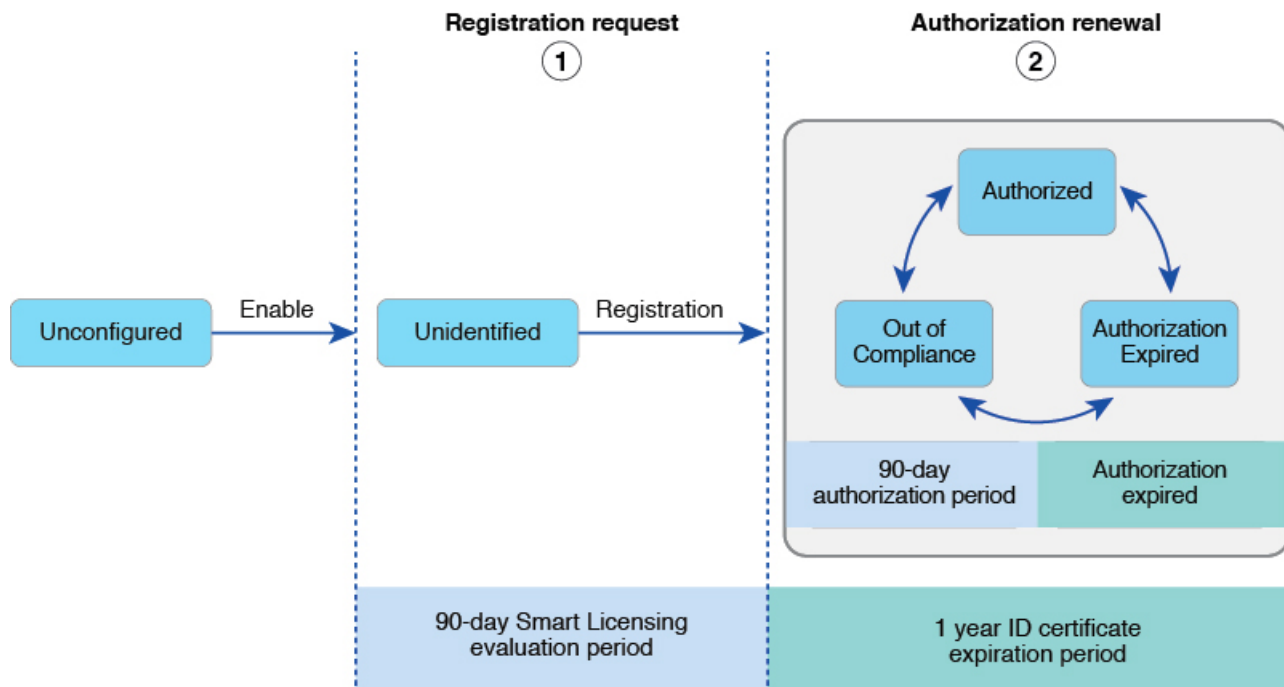 Registration request
1
Authorization renewal
2
Authorized
Unconfigured
Enable
Unidentified
Registration
Out of
Compliance
Authorization
Expired
90-day
authorization period
Authorization
expired
90-day Smart Licensing
evaluation period
1 year ID certificate
expiration period